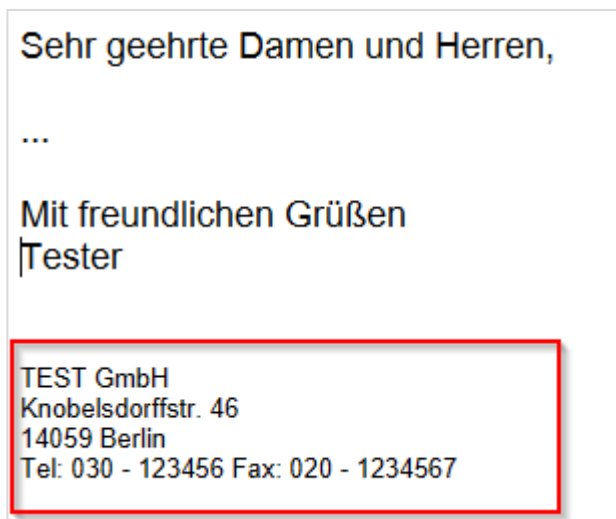 Sehr geehrte Damen und Herren,
...
Mit freundlichen Grüßen
Tester
TEST GmbH
Knobelsdorffstr. 46
14059 Berlin
Tel: 030 - 123456 Fax: 020 - 1234567